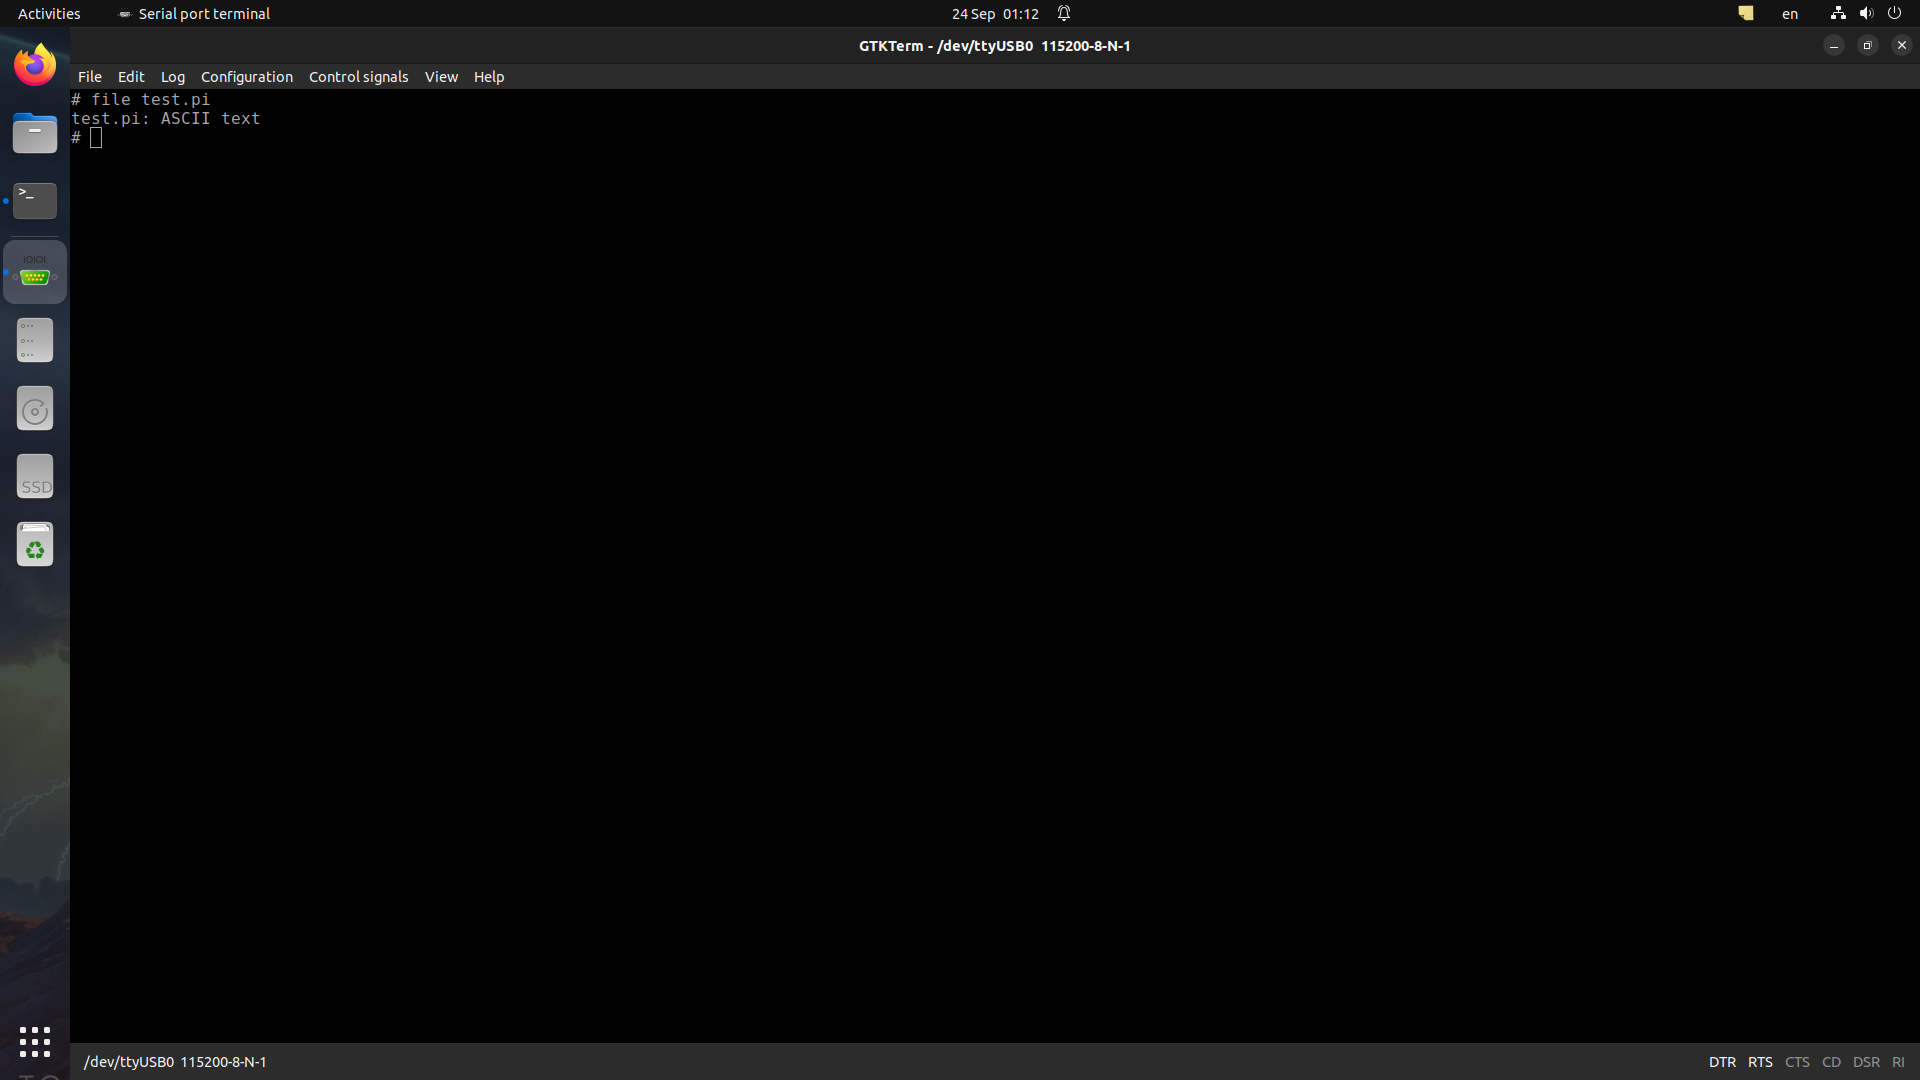 Activities
Serial port terminal
24 Sep 01:12
en
GTKTerm - /dev/ttyUSB0 115200-8-N-1
File Edit Log Configuration Control signals View Help
# file test.pi
test.pi: ASCII text
#
>_
IOIOI
SSD
/dev/ttyUSB0 115200-8-N-1
DTR RTS CTS CD DSR RI